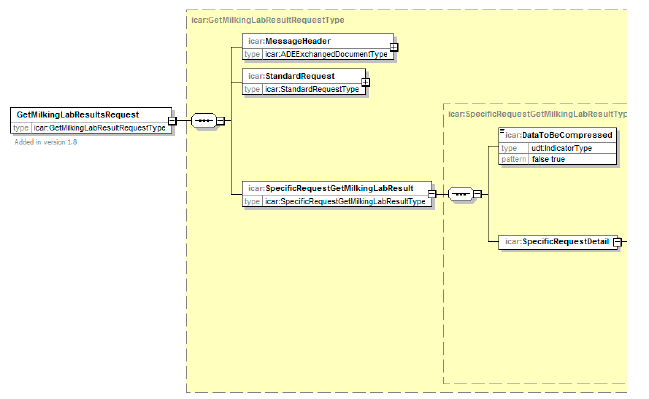 icar:GetMilkingLabResultRequestType
icar:MessageHeader
type icar:ADEExchangedDocumentType
icar:StandardRequest
type icar:StandardRequestType
GetMilkingLabResultsRequest
type icar:GetMilkingLabResultRequestType
Added in version 1.8
icar:SpecificRequestGetMilkingLabResult
type icar:SpecificRequestGetMilkingLabResultType
icar:SpecificRequestGetMilkingLabResultTyp
icar:DataToBeCompressed
type udt:IndicatorType
pattern false true
icar:SpecificRequestDetail